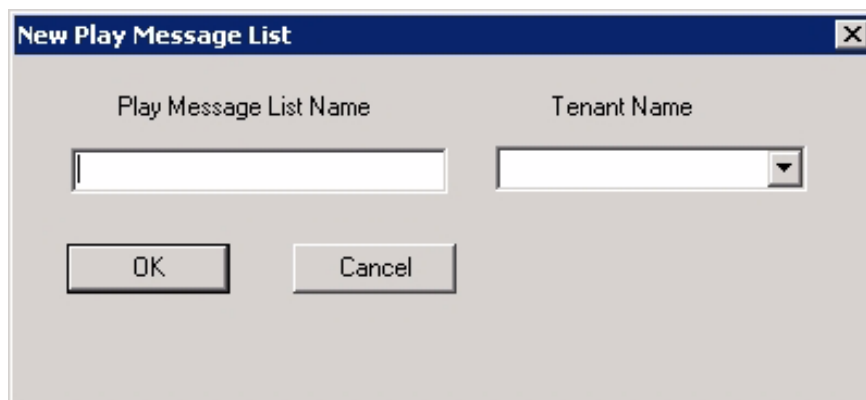 New Play Message List
Play Message List Name
Tenant Name
OK
Cancel